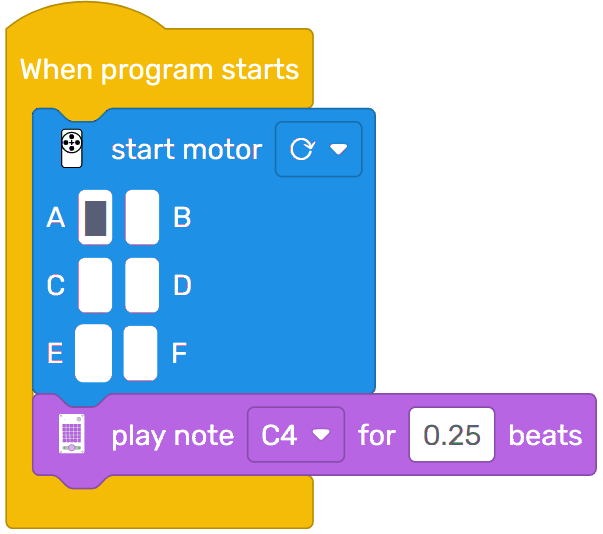 When program starts
start motor
A B
C D
E F
play note C4 for 0.25 beats